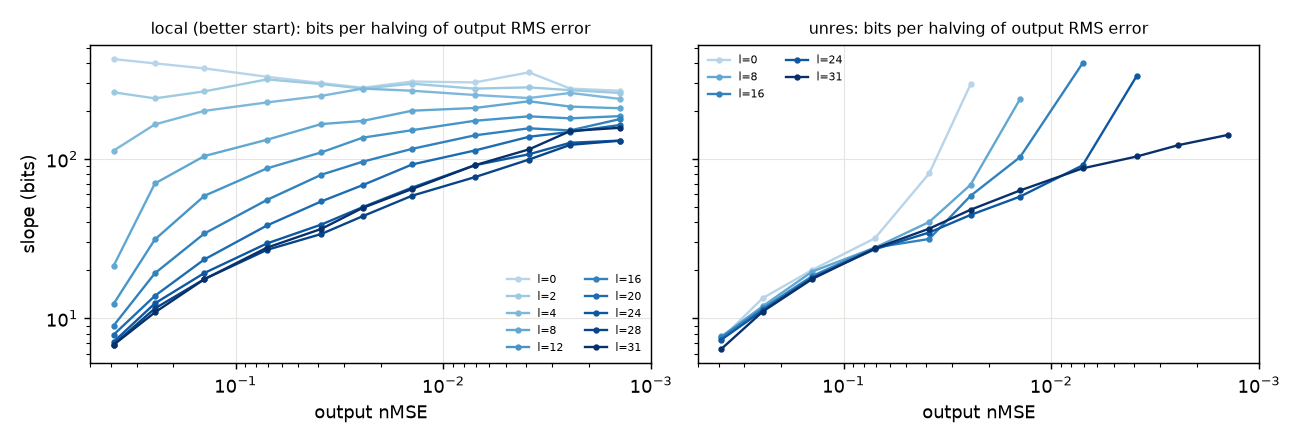 local (better start): bits per halving of output RMS error
slope (bits)
10²
10¹
l=0
l=2
l=4
l=8
l=12
l=16
l=20
l=24
l=28
l=31
10⁻¹
10⁻²
10⁻³
output nMSE
unres: bits per halving of output RMS error
l=0
l=8
l=16
l=24
l=31
10⁻¹
10⁻²
10⁻³
output nMSE